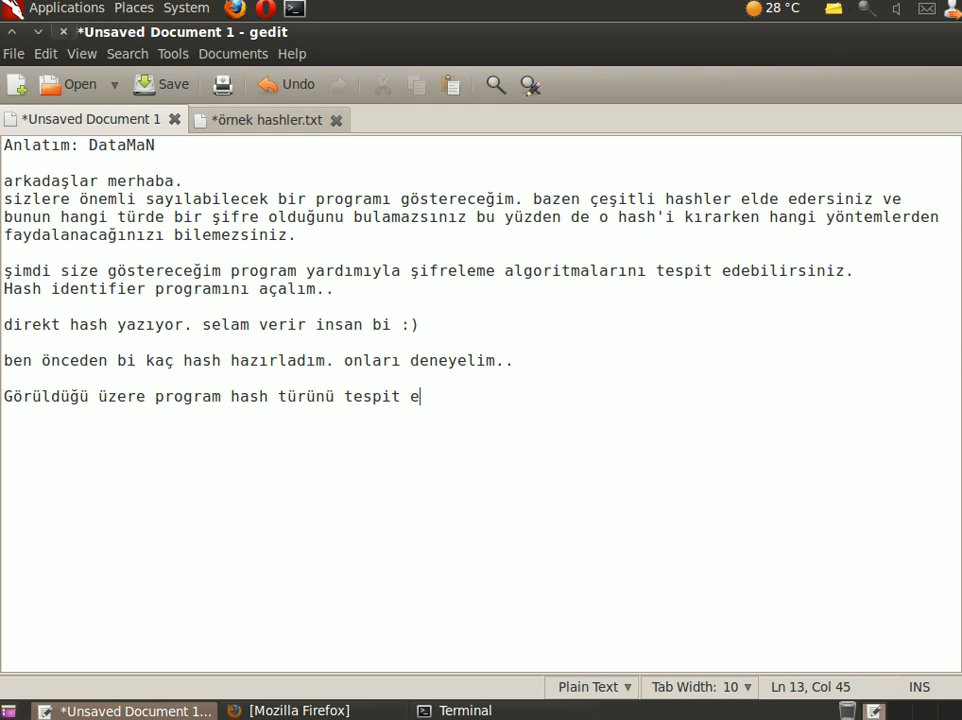 Applications Places System 28 °C
*Unsaved Document 1 - gedit
File Edit View Search Tools Documents Help
Open Save Undo
*Unsaved Document 1 *örnek hashler.txt
Anlatım: DataMaN
arkadaşlar merhaba.
sizlere önemli sayılabilecek bir programı göstereceğim. bazen çeşitli hashler elde edersiniz ve
bunun hangi türde bir şifre olduğunu bulamazsınız bu yüzden de o hash'i kırarken hangi yöntemlerden
faydalanacağınızı bilemezsiniz.
şimdi size göstereceğim program yardımıyla şifreleme algoritmalarını tespit edebilirsiniz.
Hash identifier programını açalım..
direkt hash yazıyor. selam verir insan bi :)
ben önceden bi kaç hash hazırladım. onları deneyelim..
Görüldüğü üzere program hash türünü tespit e
Plain Text Tab Width: 10 Ln 13, Col 45 INS
*Unsaved Document 1... [Mozilla Firefox] Terminal